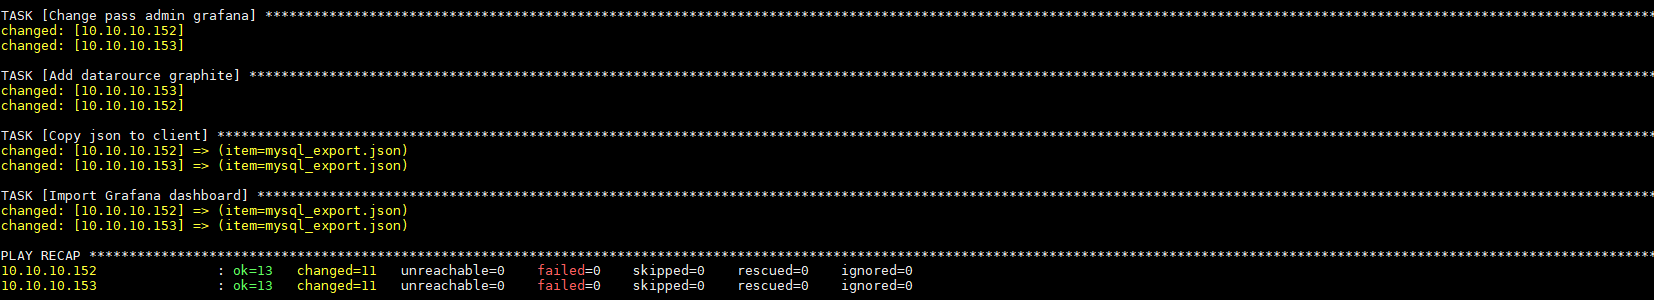 TASK [Change pass admin grafana] ****************************************************************************************************************************************************************************
changed: [10.10.10.152]
changed: [10.10.10.153]
TASK [Add datarource graphite] ******************************************************************************************************************************************************************************
changed: [10.10.10.153]
changed: [10.10.10.152]
TASK [Copy json to client] **********************************************************************************************************************************************************************************
changed: [10.10.10.152] => (item=mysql_export.json)
changed: [10.10.10.153] => (item=mysql_export.json)
TASK [Import Grafana dashboard] *****************************************************************************************************************************************************************************
changed: [10.10.10.152] => (item=mysql_export.json)
changed: [10.10.10.153] => (item=mysql_export.json)
PLAY RECAP **************************************************************************************************************************************************************************************************
10.10.10.152               : ok=13   changed=11   unreachable=0    failed=0    skipped=0    rescued=0    ignored=0
10.10.10.153               : ok=13   changed=11   unreachable=0    failed=0    skipped=0    rescued=0    ignored=0